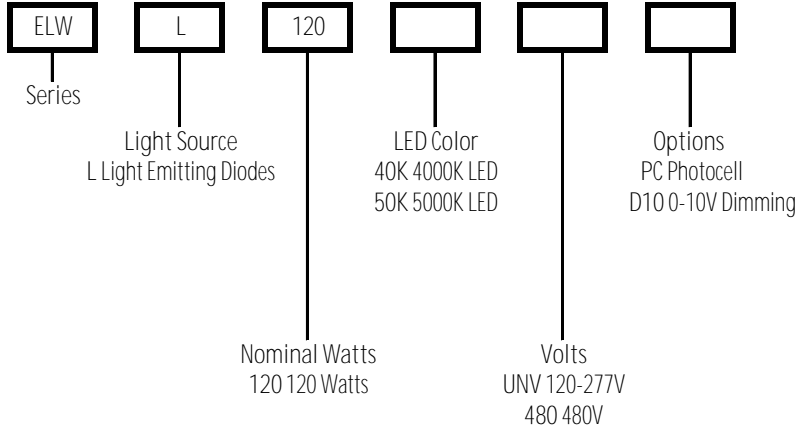 ELW L 120
Series
Light Source
L Light Emitting Diodes
LED Color
40K 4000K LED
50K 5000K LED
Options
PC Photocell
D10 0-10V Dimming
Nominal Watts
120 120 Watts
Volts
UNV 120-277V
480 480V